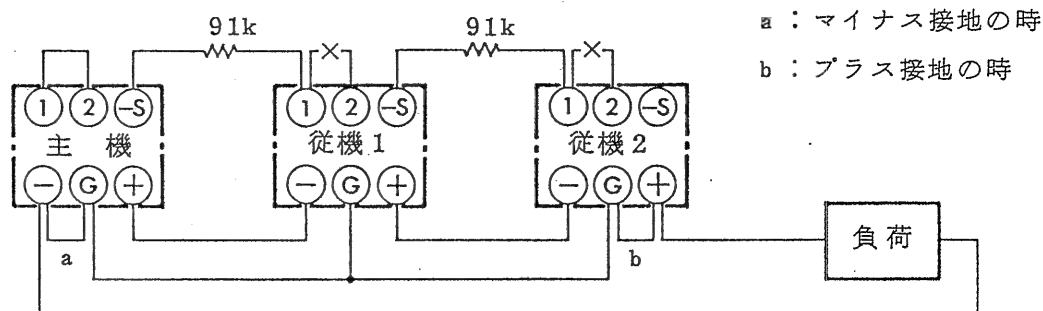 91k
91k
a：マイナス接地の時
b：プラス接地の時
1 2 -S
1 2 -S
1 2 -S
主 機
従機1
従機2
− G +
− G +
− G +
負荷
a
b